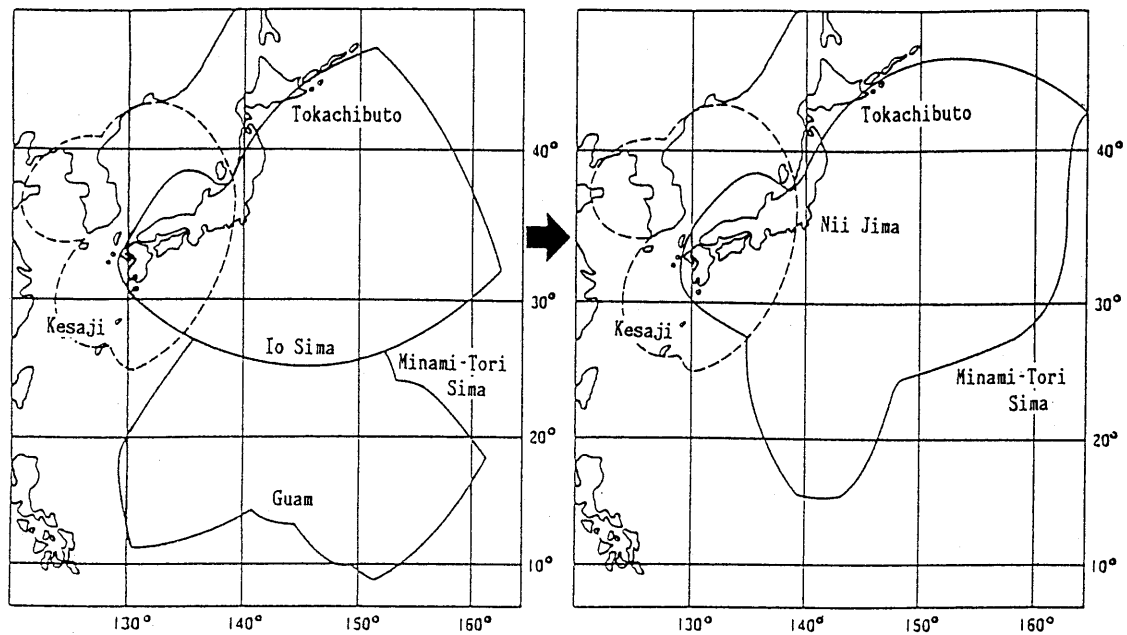 Tokachibuto
40°
30°
Kesaji
Io Sima
Minami-Tori
Sima
20°
Guam
10°
130°
140°
150°
160°
Tokachibuto
40°
Nii Jima
30°
Kesaji
Minami-Tori
Sima
20°
10°
130°
140°
150°
160°